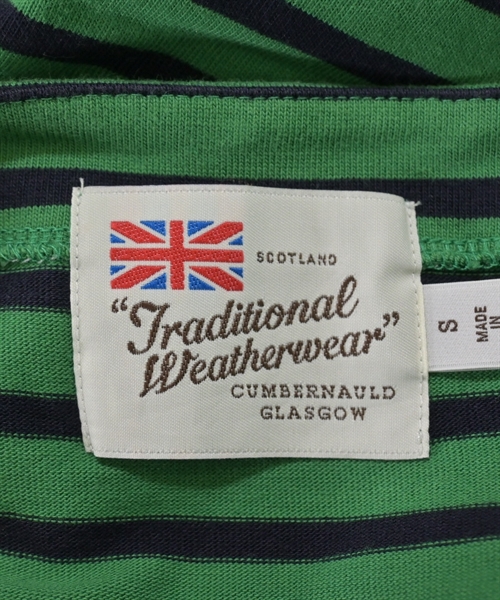 SCOTLAND
"Traditional
Weatherwear"
CUMBERNAULD
GLASGOW
S
MADE
IN